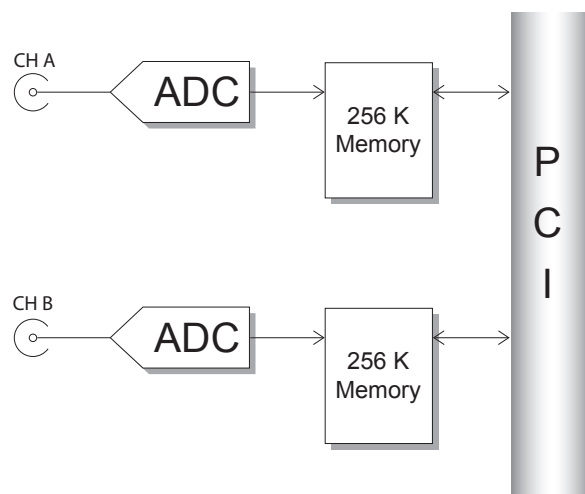 CH A
ADC
256 K
Memory
CH B
ADC
256 K
Memory
P
C
I